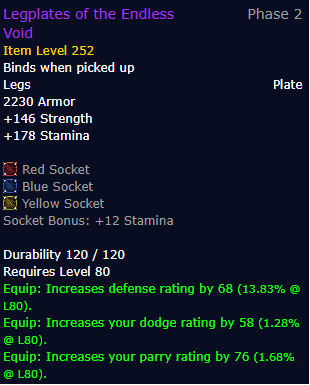 Legplates of the Endless Phase 2
Void
Item Level 252
Binds when picked up
Legs Plate
2230 Armor
+146 Strength
+178 Stamina
Red Socket
Blue Socket
Yellow Socket
Socket Bonus: +12 Stamina
Durability 120 / 120
Requires Level 80
Equip: Increases defense rating by 68 (13.83% @
L80).
Equip: Increases your dodge rating by 58 (1.28%
@ L80).
Equip: Increases your parry rating by 76 (1.68%
@ L80).